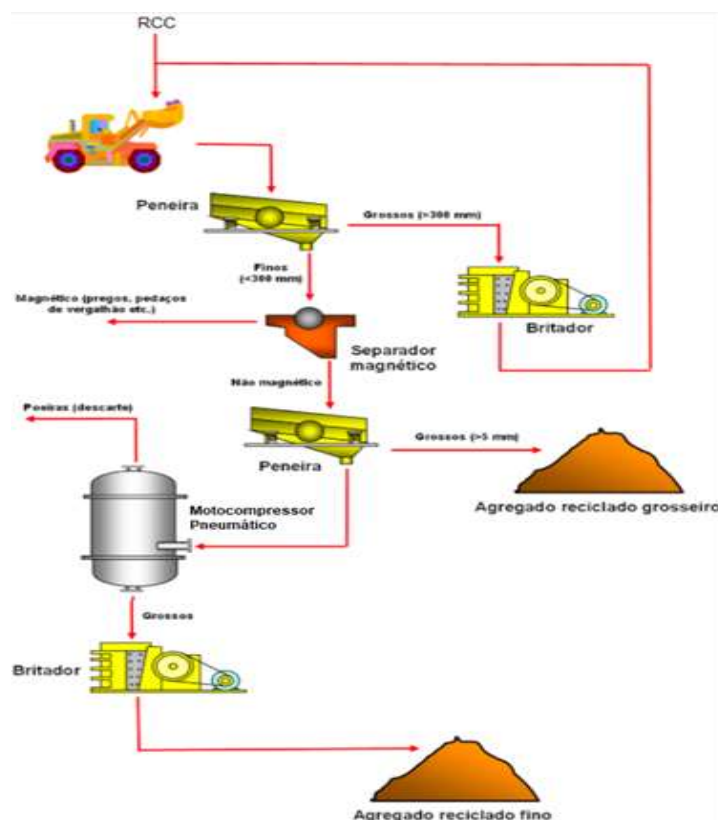 RCC
Peneira
Grossos (>300 mm)
Finos
(<300 mm)
Magnético (pregos, pedaços
de vergalhão etc.)
Britador
Separador
magnético
Não magnético
Poeiras (descarte)
Grossos (>5 mm)
Peneira
Agregado reciclado grosseiro
Motocompressor
Pneumático
Grossos
Britador
Agregado reciclado fino